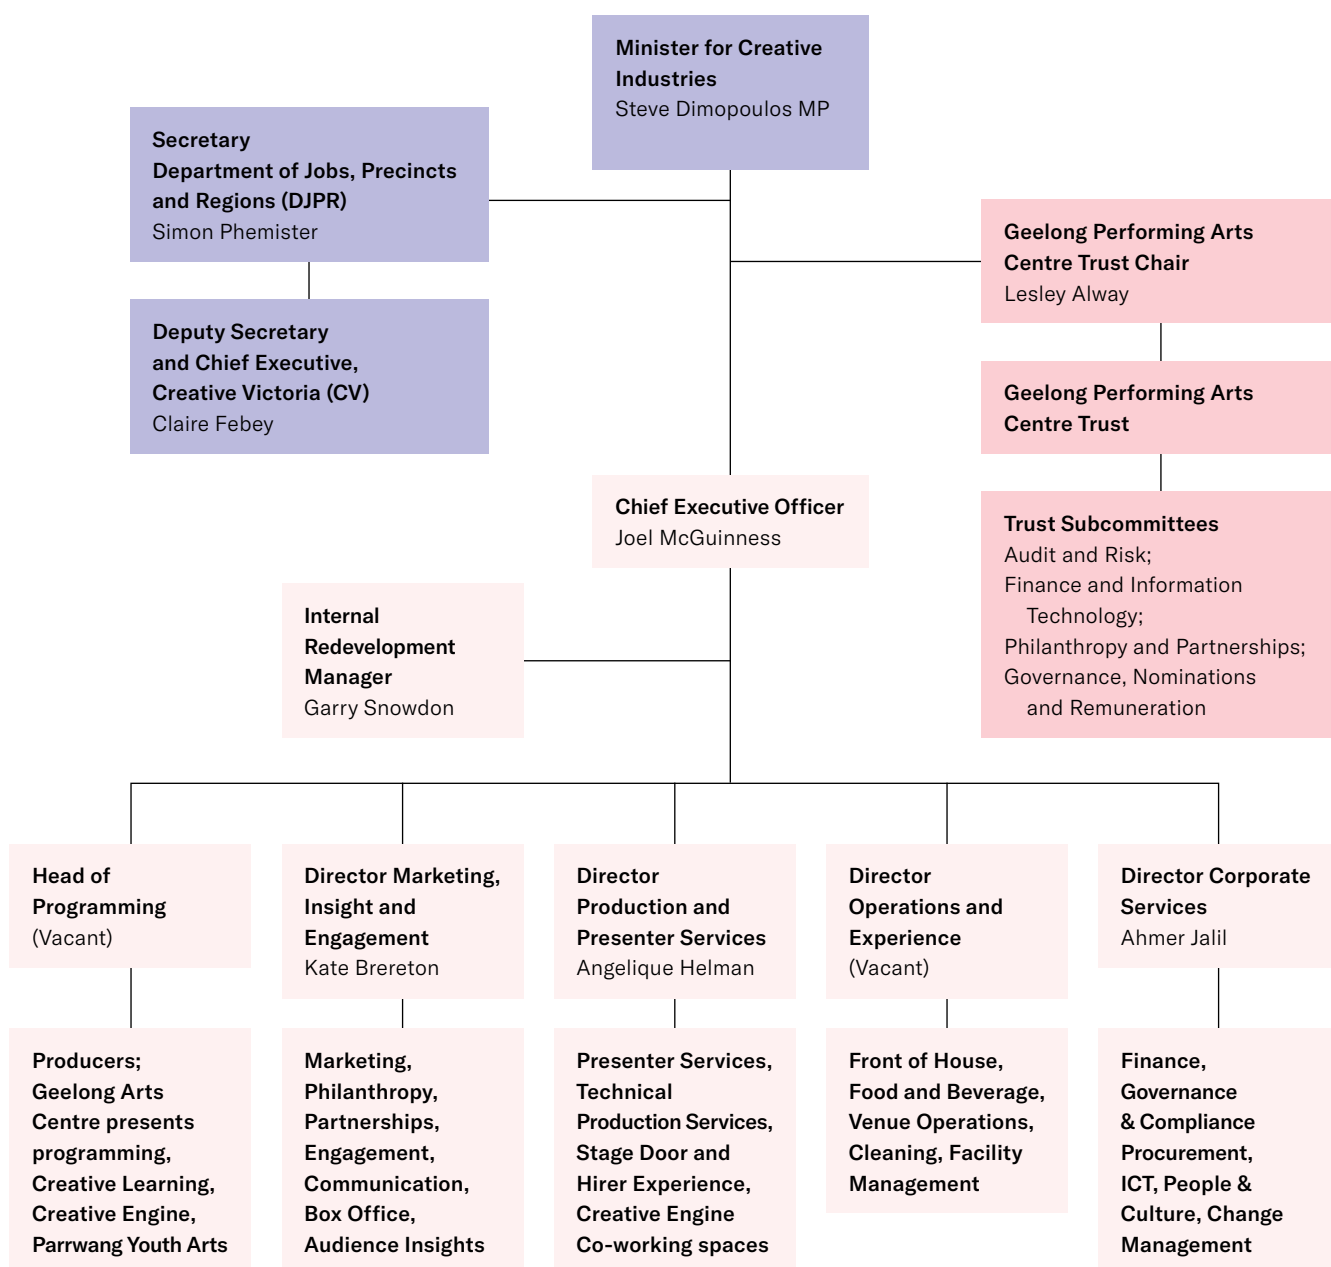 Minister for Creative
Industries
Steve Dimopoulos MP
Secretary
Department of Jobs, Precincts
and Regions (DJPR)
Simon Phemister
Geelong Performing Arts
Centre Trust Chair
Lesley Alway
Deputy Secretary
and Chief Executive,
Creative Victoria (CV)
Claire Febey
Geelong Performing Arts
Centre Trust
Chief Executive Officer
Joel McGuinness
Trust Subcommittees
Audit and Risk;
Finance and Information
Technology;
Philanthropy and Partnerships;
Governance, Nominations
and Remuneration
Internal
Redevelopment
Manager
Garry Snowdon
Head of
Programming
(Vacant)
Director Marketing,
Insight and
Engagement
Kate Brereton
Director
Production and
Presenter Services
Angelique Helman
Director
Operations and
Experience
(Vacant)
Director Corporate
Services
Ahmer Jalil
Producers;
Geelong Arts
Centre presents
programming,
Creative Learning,
Creative Engine,
Parrwang Youth Arts
Marketing,
Philanthropy,
Partnerships,
Engagement,
Communication,
Box Office,
Audience Insights
Presenter Services,
Technical
Production Services,
Stage Door and
Hirer Experience,
Creative Engine
Co-working spaces
Front of House,
Food and Beverage,
Venue Operations,
Cleaning, Facility
Management
Finance,
Governance
& Compliance
Procurement,
ICT, People &
Culture, Change
Management